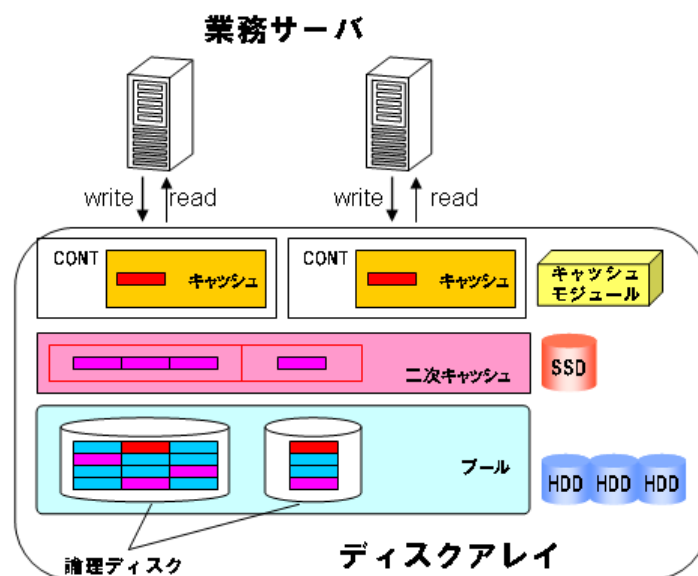 業務サーバ
write read write read
CONT キャッシュ CONT キャッシュ キャッシュ
モジュール
二次キャッシュ SSD
プール
HDD HDD HDD
論理ディスク
ディスクアレイ